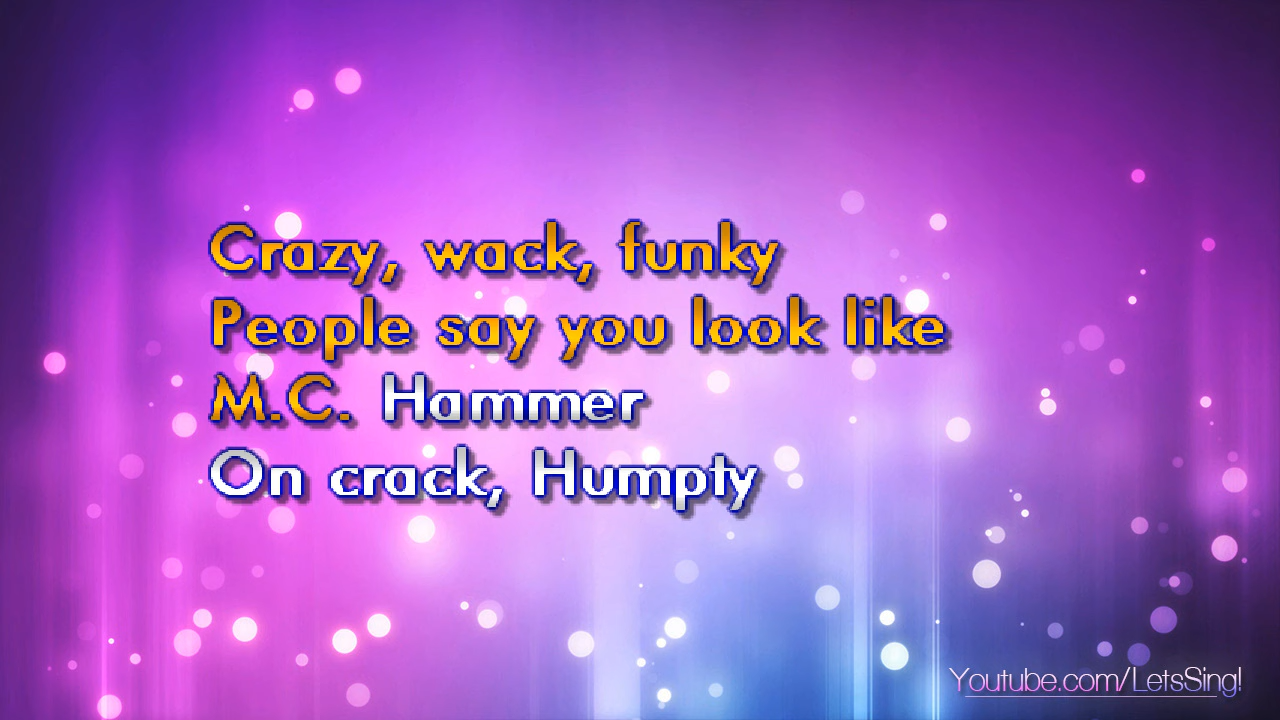 Crazy, wack, funky
People say you look like
M.C. Hammer
On crack, Humpty
Youtube.com/LetsSing!